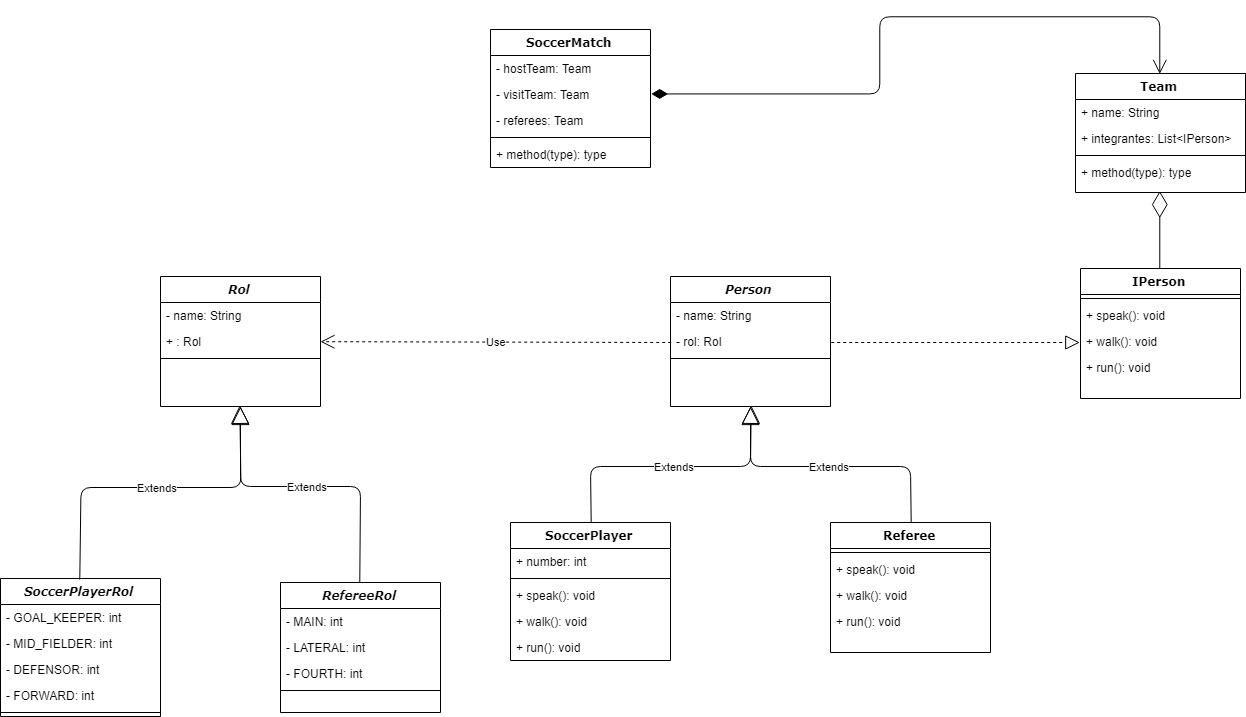 SoccerMatch
- hostTeam: Team
- visitTeam: Team
- referees: Team
+ method(type): type
Team
+ name: String
+ integrantes: List<IPerson>
+ method(type): type
Rol
- name: String
+ : Rol
Use
Person
- name: String
- rol: Rol
IPerson
+ speak(): void
+ walk(): void
+ run(): void
Extends
Extends
Extends
Extends
SoccerPlayerRol
- GOAL_KEEPER: int
- MID_FIELDER: int
- DEFENSOR: int
- FORWARD: int
RefereeRol
- MAIN: int
- LATERAL: int
- FOURTH: int
SoccerPlayer
+ number: int
+ speak(): void
+ walk(): void
+ run(): void
Referee
+ speak(): void
+ walk(): void
+ run(): void